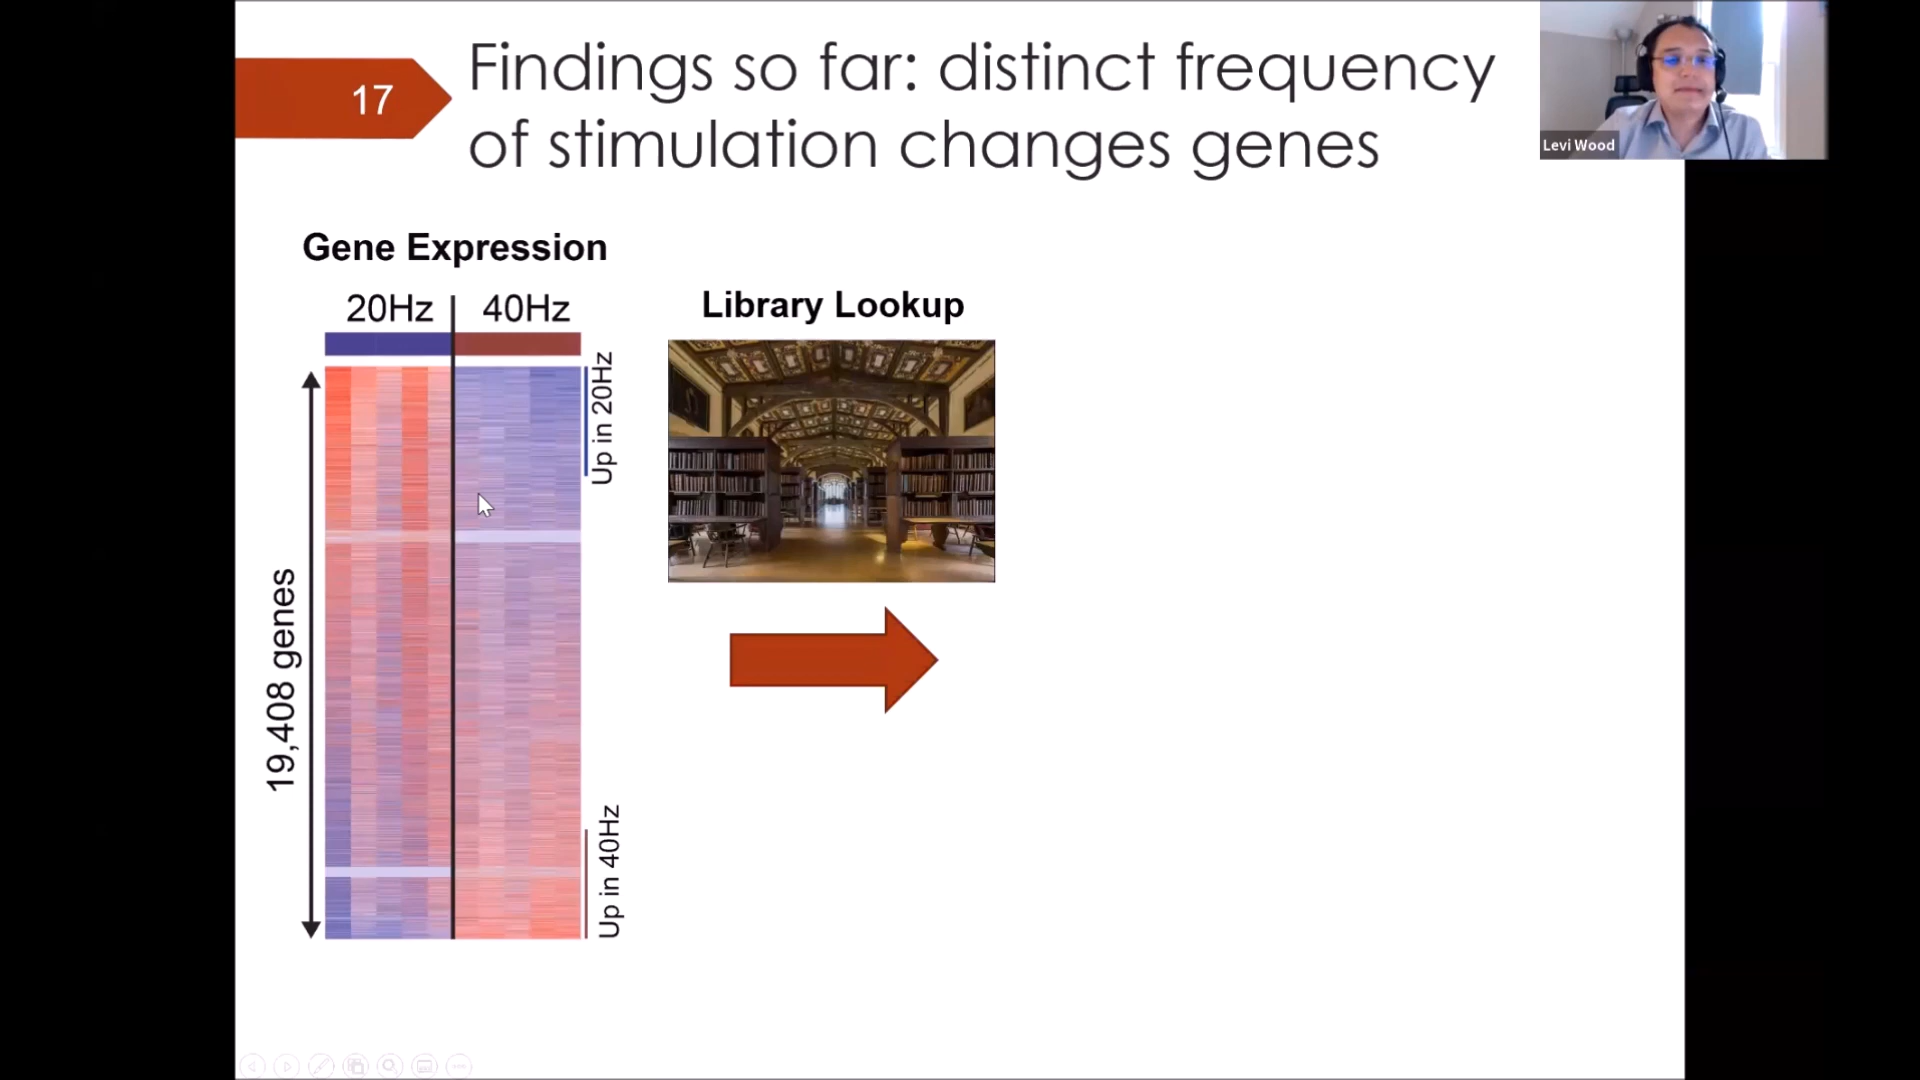 17
Findings so far: distinct frequency
of stimulation changes genes
Levi Wood
Gene Expression
20Hz
40Hz
Library Lookup
Up in 20Hz
19,408 genes
Up in 40Hz